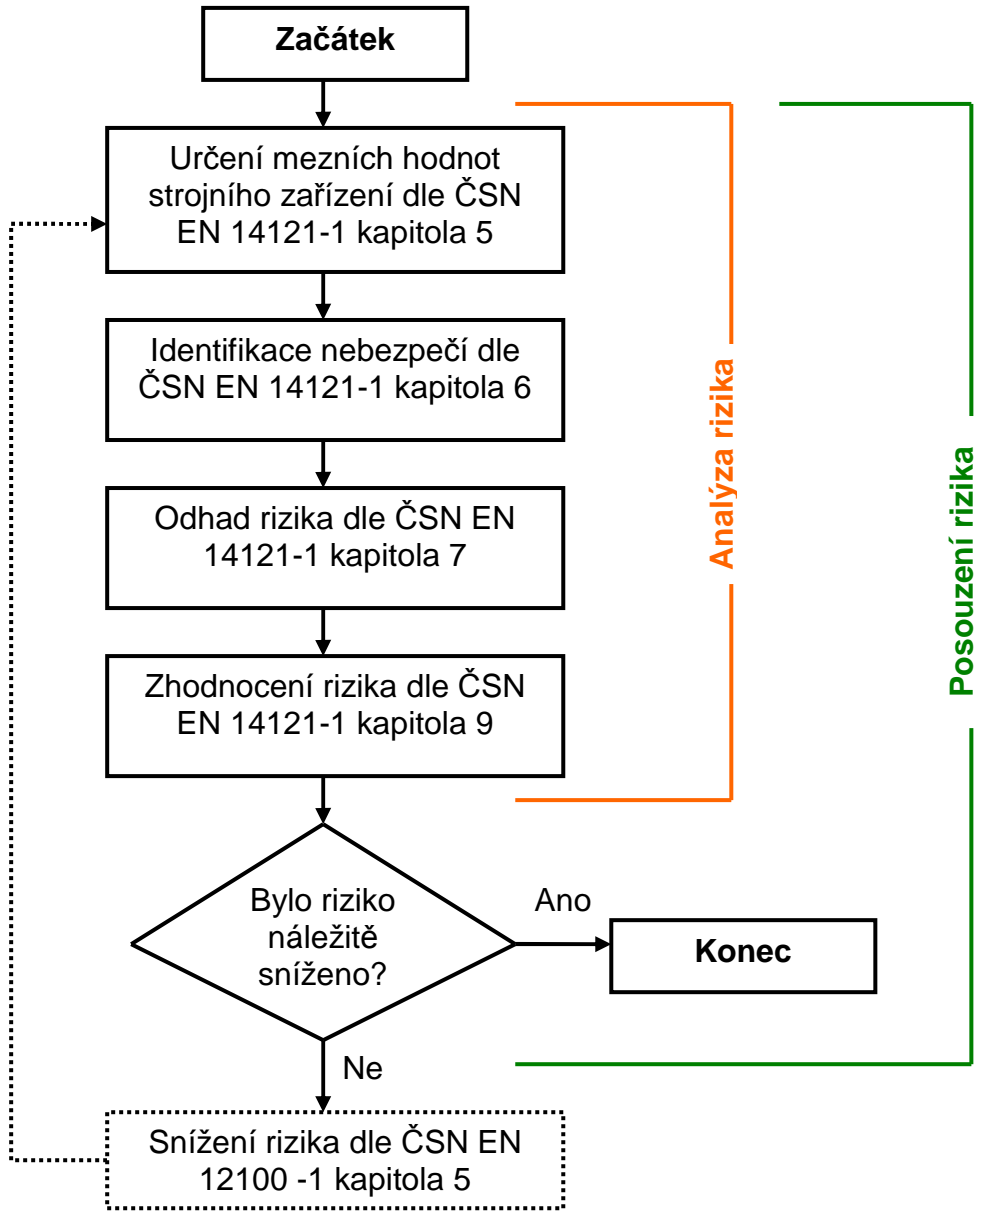 Začátek
Určení mezních hodnot
strojního zařízení dle ČSN
EN 14121-1 kapitola 5
Identifikace nebezpečí dle
ČSN EN 14121-1 kapitola 6
Odhad rizika dle ČSN EN
14121-1 kapitola 7
Zhodnocení rizika dle ČSN
EN 14121-1 kapitola 9
Bylo riziko
náležitě
sníženo?
Ano
Konec
Ne
Snížení rizika dle ČSN EN
12100 -1 kapitola 5
Analýza rizika
Posouzení rizika